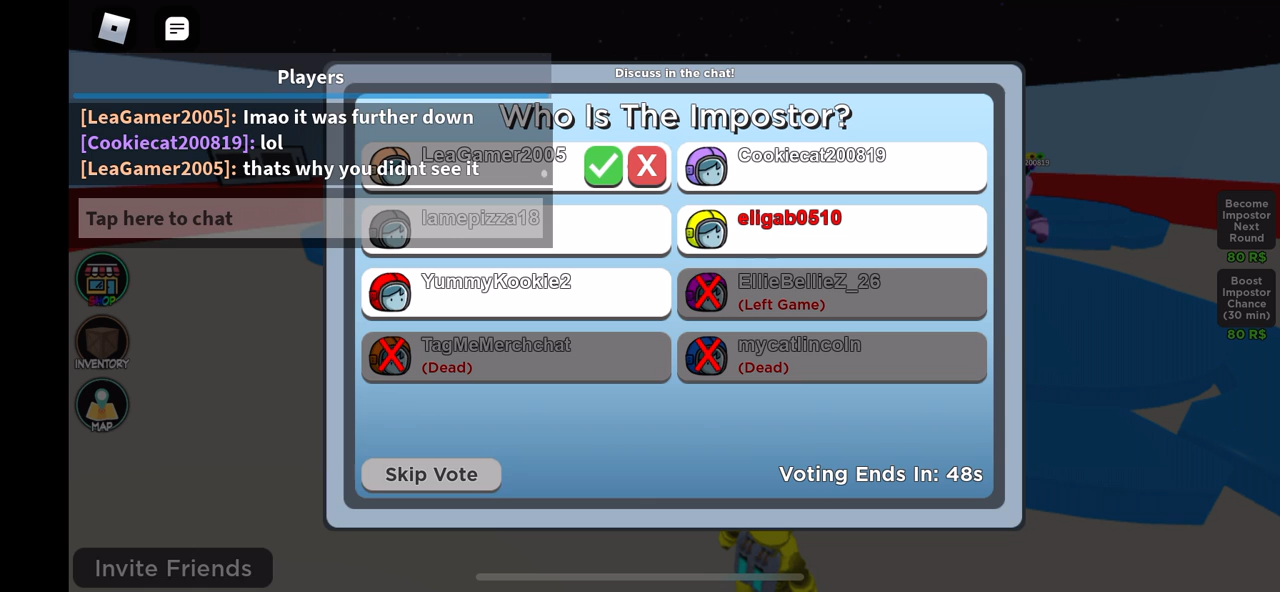 Discuss in the chat!
Players
Who Is The Impostor?
[LeaGamer2005]: lmao it was further down
[Cookiecat200819]: lol
[LeaGamer2005]: thats why you didnt see it
Tap here to chat
LeaGamer2005
Cookiecat200819
lamepizza18
eligab0510
YummyKookie2
EllieBellieZ_26
(Left Game)
TagMeMerchchat
(Dead)
mycatlincoln
(Dead)
Skip Vote
Voting Ends In: 48s
SHOP
INVENTORY
MAP
Invite Friends
Become
Impostor
Next
Round
80 R$
Boost
Impostor
Chance
(30 min)
80 R$